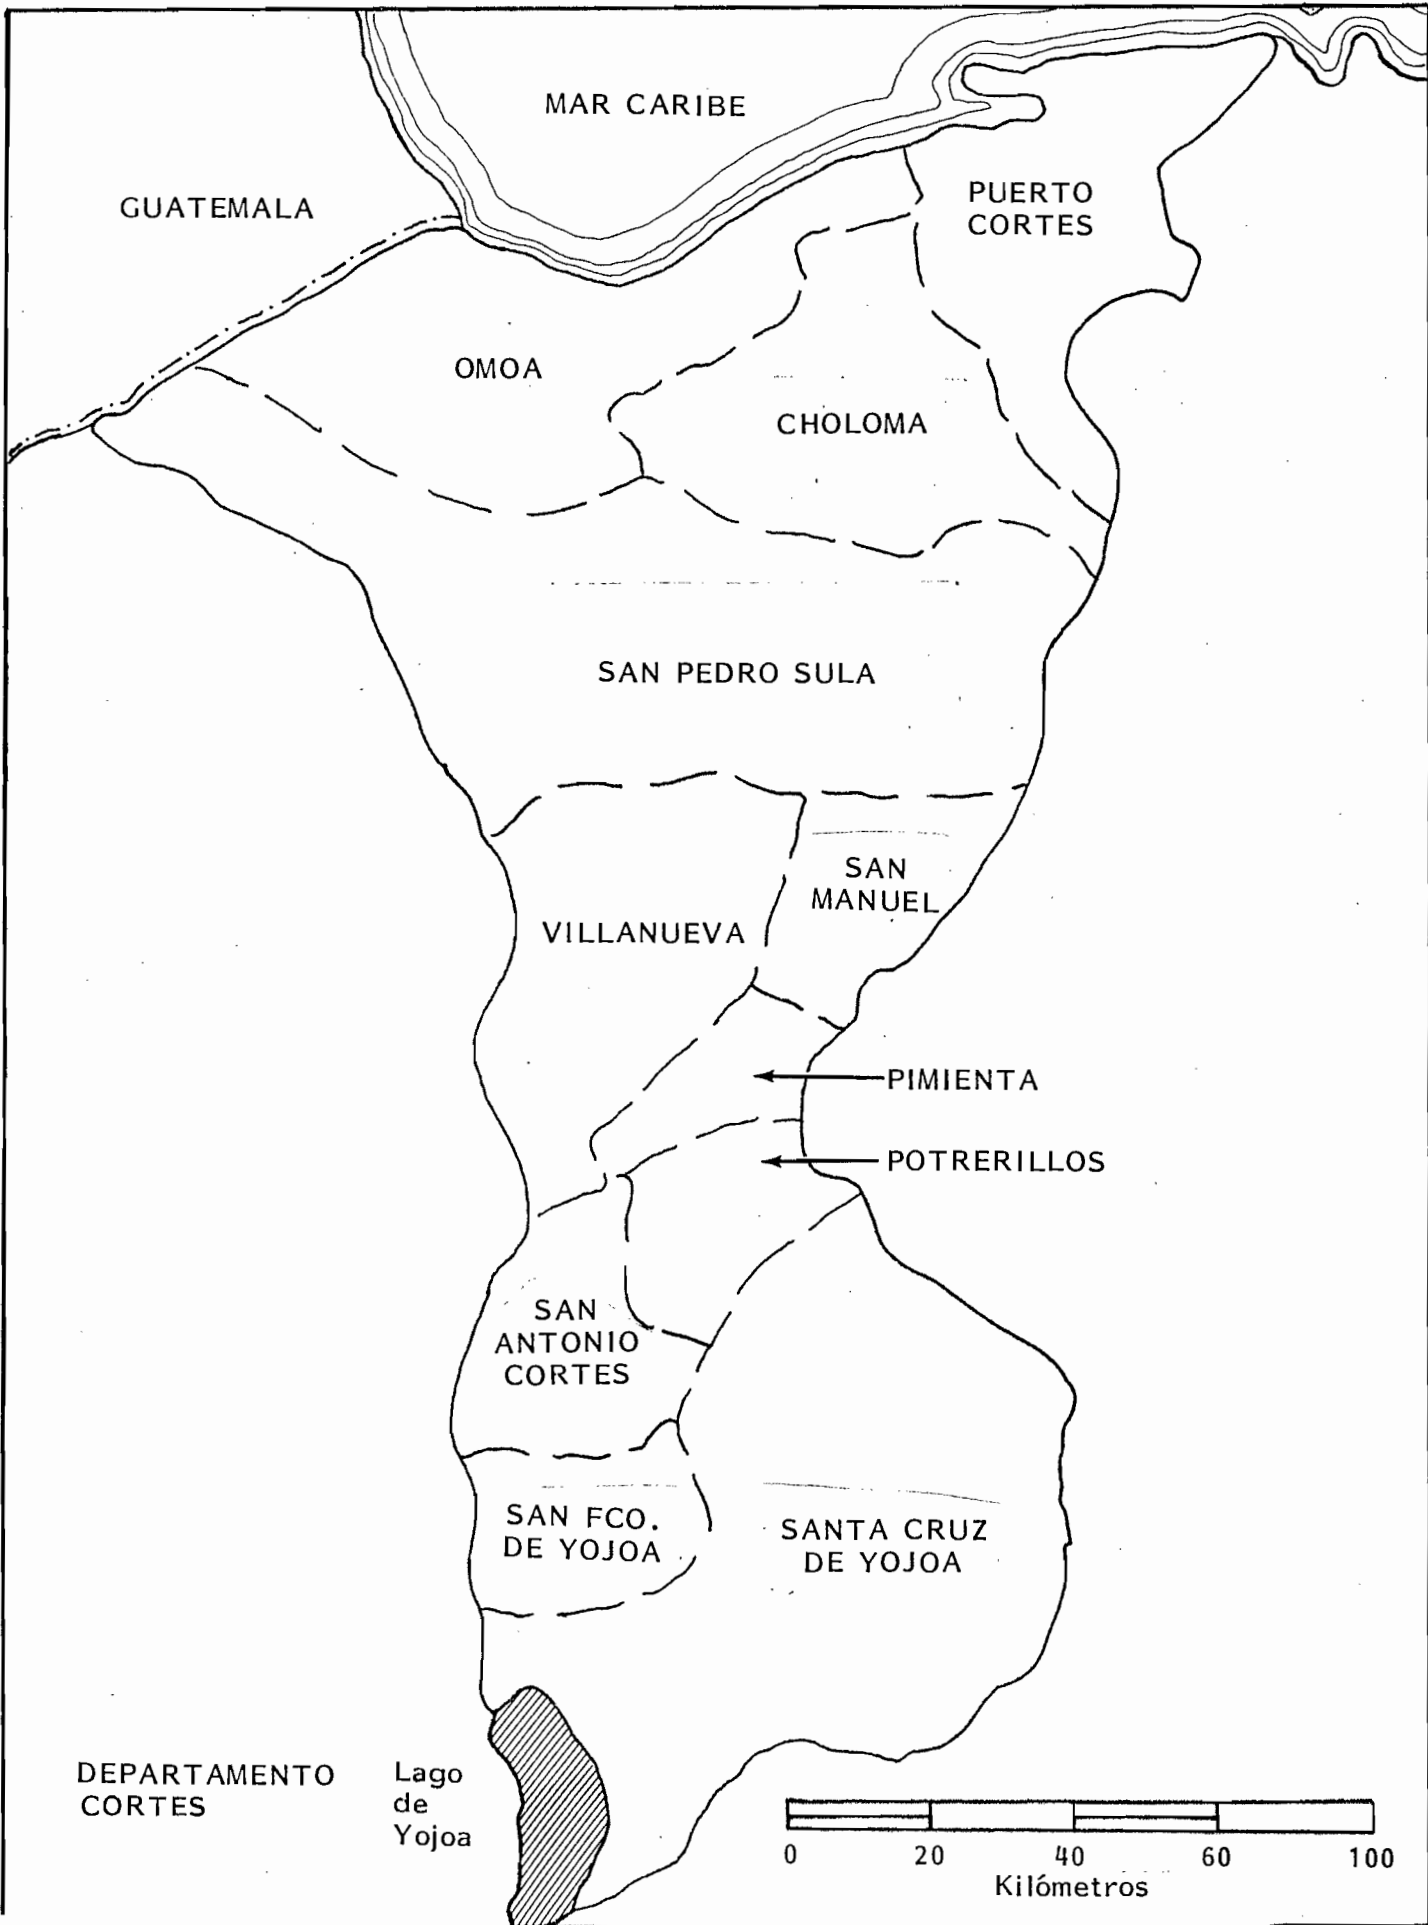 MAR CARIBE
GUATEMALA
PUERTO
CORTES
OMOA
CHOLOMA
SAN PEDRO SULA
SAN
MANUEL
VILLANUEVA
PIMIENTA
POTRERILLOS
SAN
ANTONIO
CORTES
SAN FCO.
DE YOJOA
SANTA CRUZ
DE YOJOA
DEPARTAMENTO
CORTES
Lago
de
Yojoa
0 20 40 60 100
Kilómetros